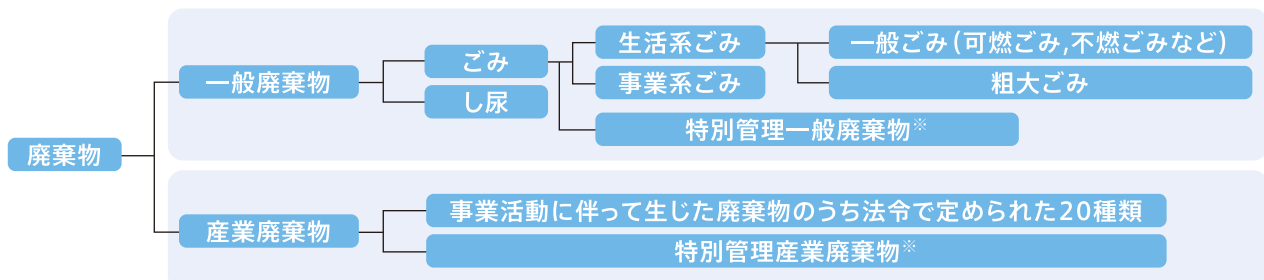 廃棄物
一般廃棄物
ごみ
し尿
生活系ごみ
事業系ごみ
一般ごみ(可燃ごみ,不燃ごみなど)
粗大ごみ
特別管理一般廃棄物※
産業廃棄物
事業活動に伴って生じた廃棄物のうち法令で定められた20種類
特別管理産業廃棄物※